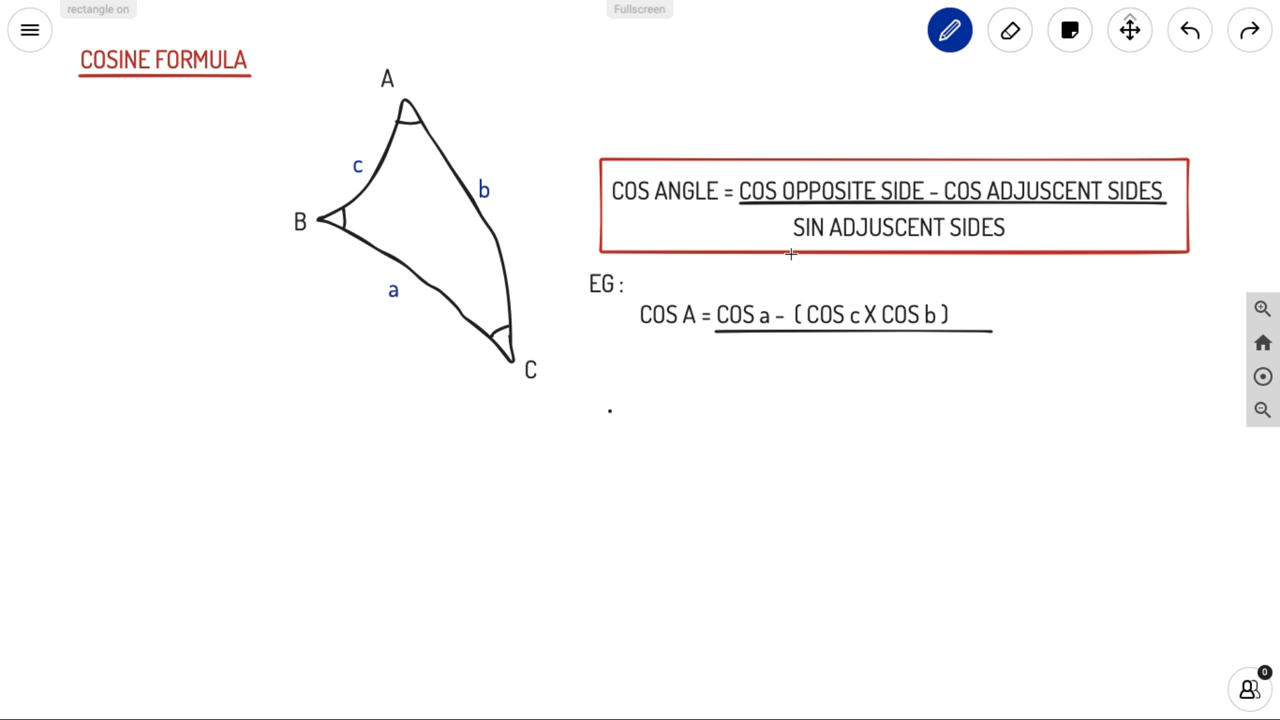 rectangle on
Fullscreen
COSINE FORMULA
A
c
b
B
a
C
COS ANGLE = COS OPPOSITE SIDE - COS ADJUSCENT SIDES
SIN ADJUSCENT SIDES
EG :
COS A = COS a - ( COS c X COS b )
0